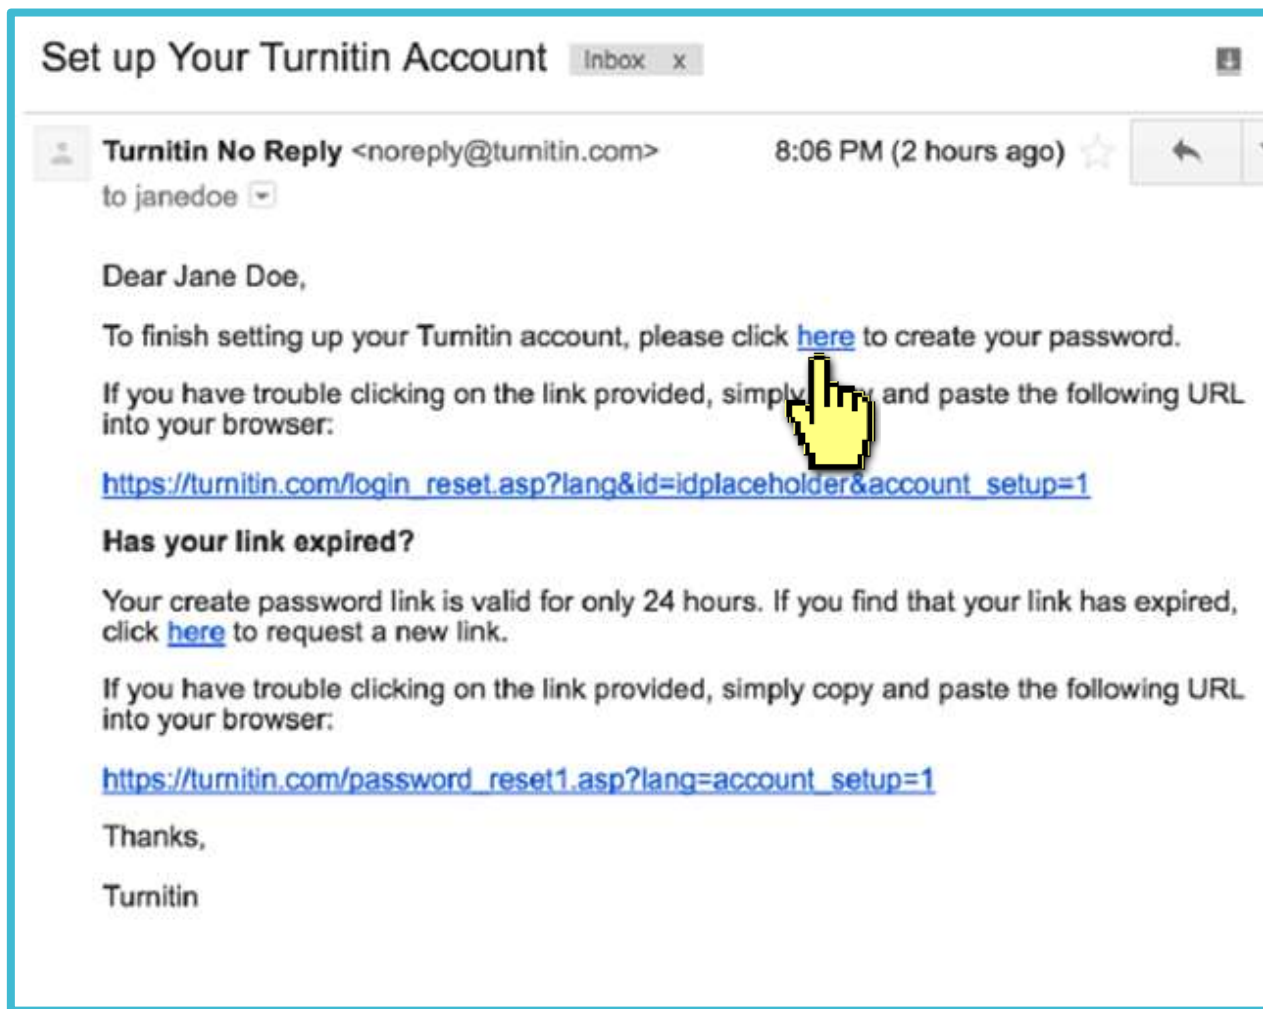 Set up Your Turnitin Account Inbox x
Turnitin No Reply <noreply@turnitin.com> 8:06 PM (2 hours ago)
to janedoe
Dear Jane Doe,
To finish setting up your Turnitin account, please click here to create your password.
If you have trouble clicking on the link provided, simply and paste the following URL
into your browser:
https://turnitin.com/login_reset.asp?lang&id=idplaceholder&account_setup=1
Has your link expired?
Your create password link is valid for only 24 hours. If you find that your link has expired,
click here to request a new link.
If you have trouble clicking on the link provided, simply copy and paste the following URL
into your browser:
https://turnitin.com/password_reset1.asp?lang=account_setup=1
Thanks,
Turnitin